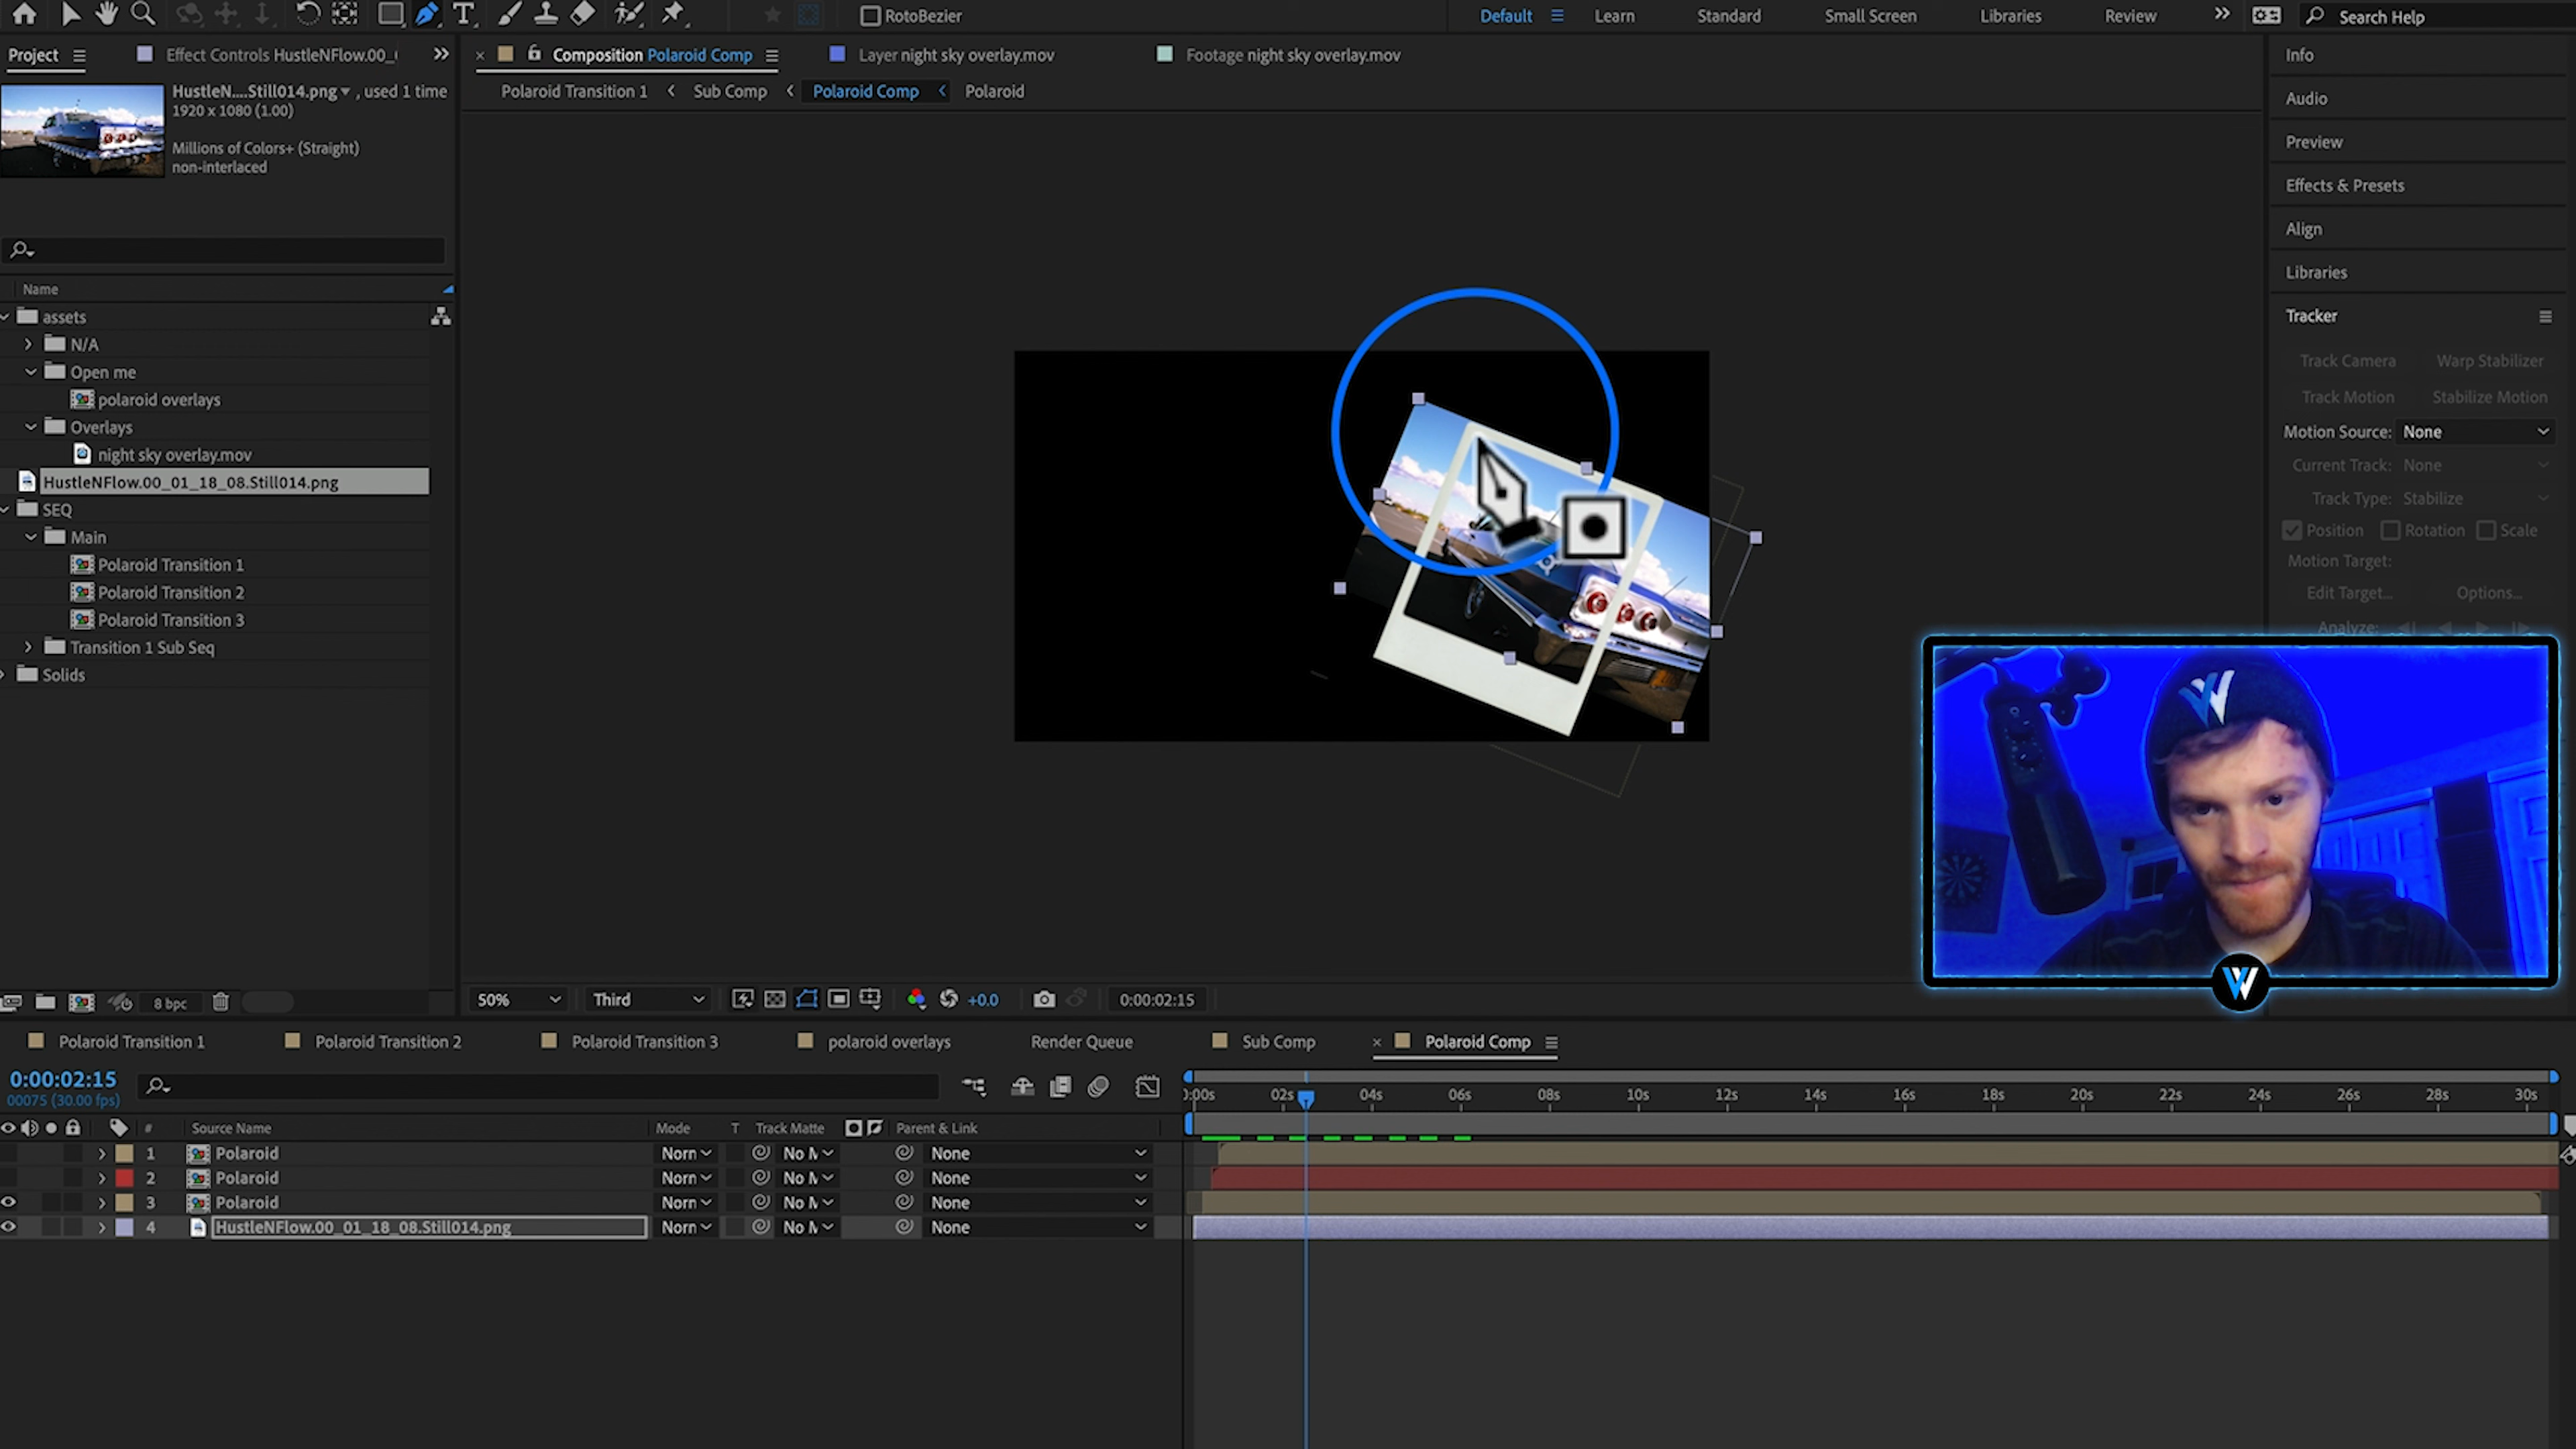 RotoBezier
Default
Learn
Standard
Small Screen
Libraries
Review
Search Help
Project
Effect Controls HustleNFlow.00_
Composition Polaroid Comp
Layer night sky overlay.mov
Footage night sky overlay.mov
Info
HustleN....Still014.png , used 1 time
1920 x 1080 (1.00)
Millions of Colors+ (Straight)
non-interlaced
Polaroid Transition 1
Sub Comp
Polaroid Comp
Polaroid
Audio
Preview
Effects & Presets
Align
Libraries
Tracker
Track Camera
Warp Stabilizer
Track Motion
Stabilize Motion
Motion Source: None
Current Track: None
Track Type: Stabilize
Position
Rotation
Scale
Motion Target:
Edit Target...
Options...
Analyze:
Name
assets
N/A
Open me
polaroid overlays
Overlays
night sky overlay.mov
HustleNFlow.00_01_18_08.Still014.png
SEQ
Main
Polaroid Transition 1
Polaroid Transition 2
Polaroid Transition 3
Transition 1 Sub Seq
Solids
8 bpc
50%
Third
+0.0
0:00:02:15
Polaroid Transition 1
Polaroid Transition 2
Polaroid Transition 3
polaroid overlays
Render Queue
Sub Comp
Polaroid Comp
0:00:02:15
00075 (30.00 fps)
:00s
02s
04s
06s
08s
10s
12s
14s
16s
18s
20s
22s
24s
26s
28s
30s
#
Source Name
Mode
T
Track Matte
Parent & Link
1 Polaroid Norn No M None
2 Polaroid Norn No M None
3 Polaroid Norn No M None
4 HustleNFlow.00_01_18_08.Still014.png Norn No M None